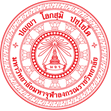 ปญฺญา โลกสฺมิ ปชฺโชโต
มหาวิทยาลัยมหาจุฬาลงกรณราชวิทยาลัย